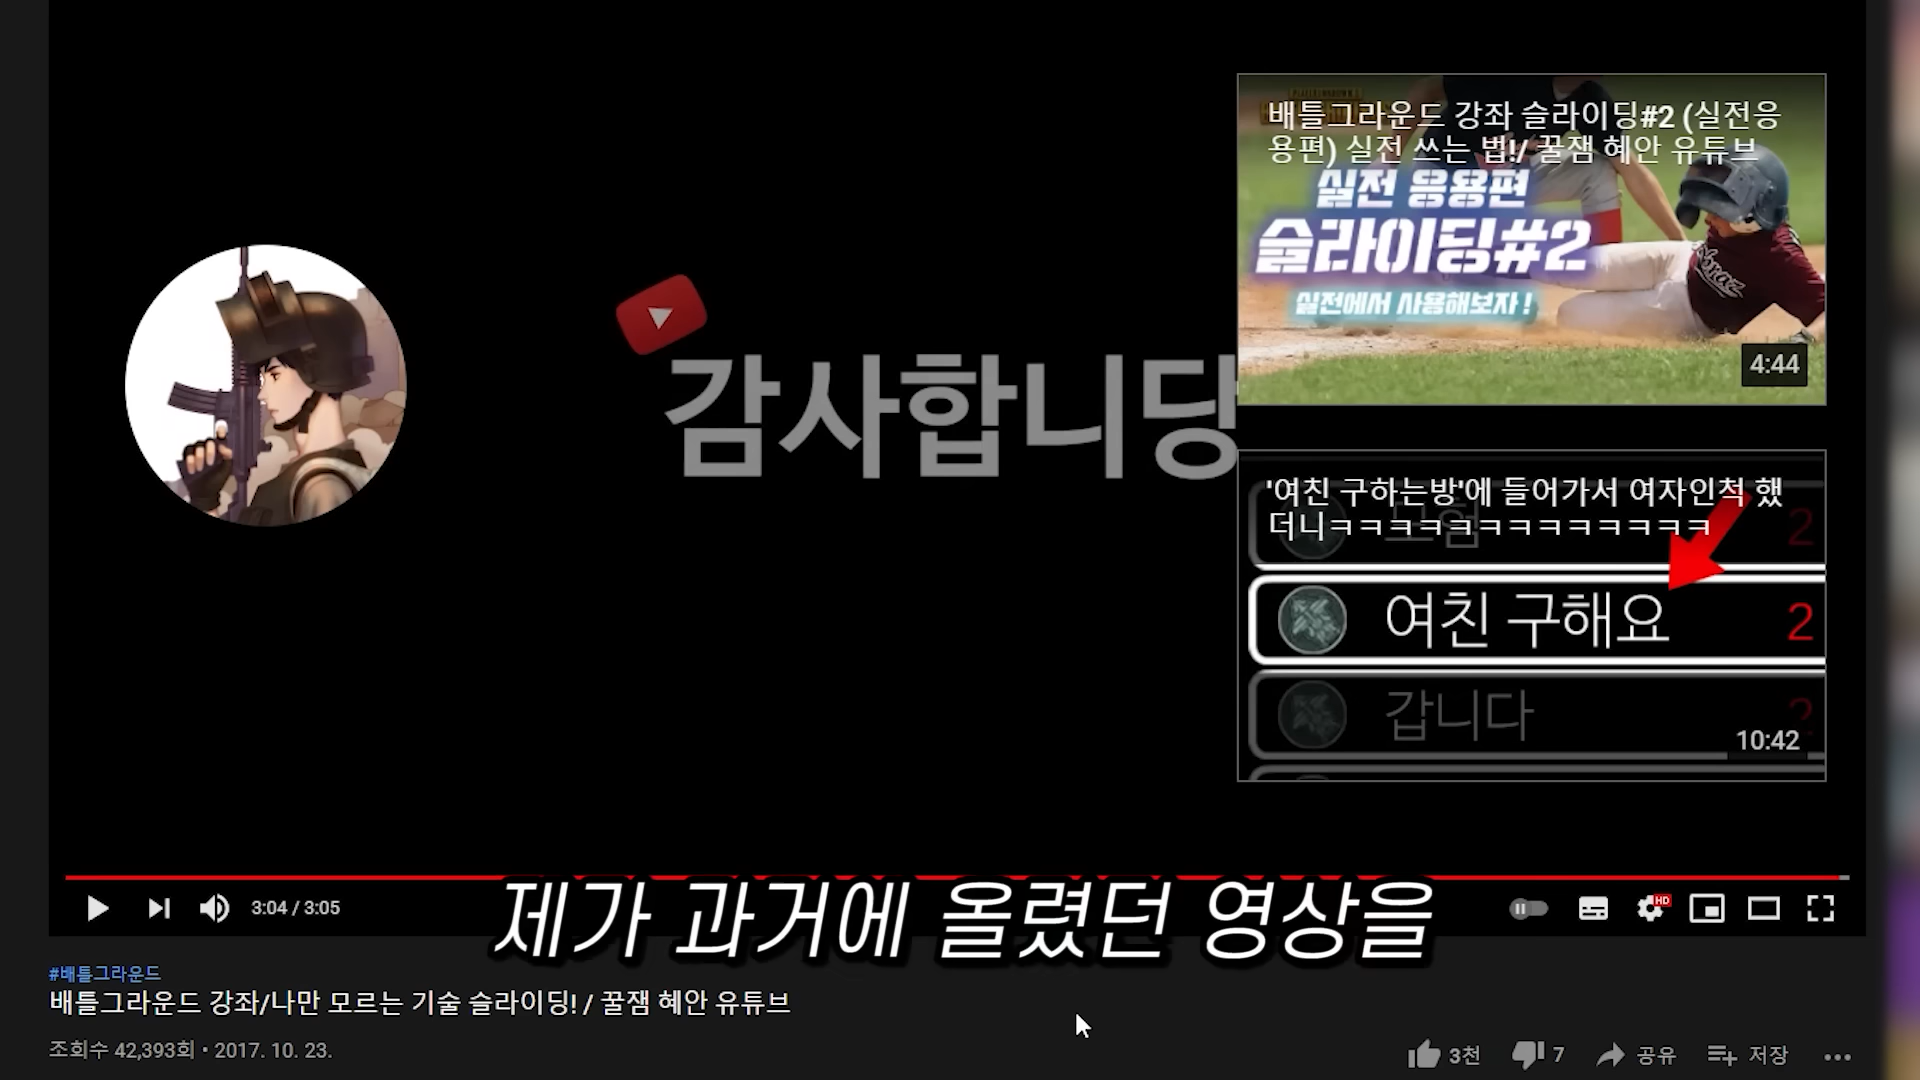 배틀그라운드 강좌 슬라이딩#2 (실전응
용편) 실전 쓰는 법!/ 꿀잼 혜안 유튜브
실전 응용편
슬라이딩#2
실전에서 사용해보자 !
4:44
감사합니딩
'여친 구하는방'에 들어가서 여자인척 했
더니ㅋㅋㅋㅋㅋㅋㅋㅋㅋㅋㅋㅋㅋ
모험 2
여친 구해요 2
갑니다 2
10:42
3:04 / 3:05
HD
제가 과거에 올렸던 영상을
#배틀그라운드
배틀그라운드 강좌/나만 모르는 기술 슬라이딩! / 꿀잼 혜안 유튜브
조회수 42,393회 • 2017. 10. 23.
3천 7 공유 저장